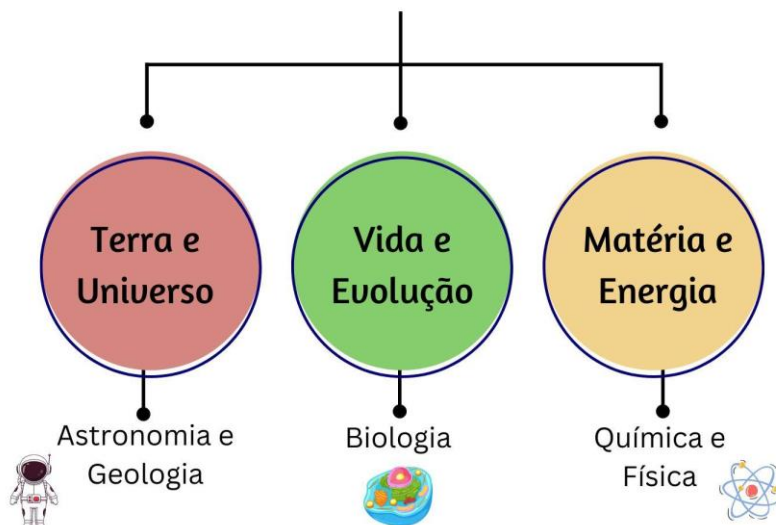 Terra e
Universo
Vida e
Evolução
Matéria e
Energia
Astronomia e
Geologia
Biologia
Química e
Física